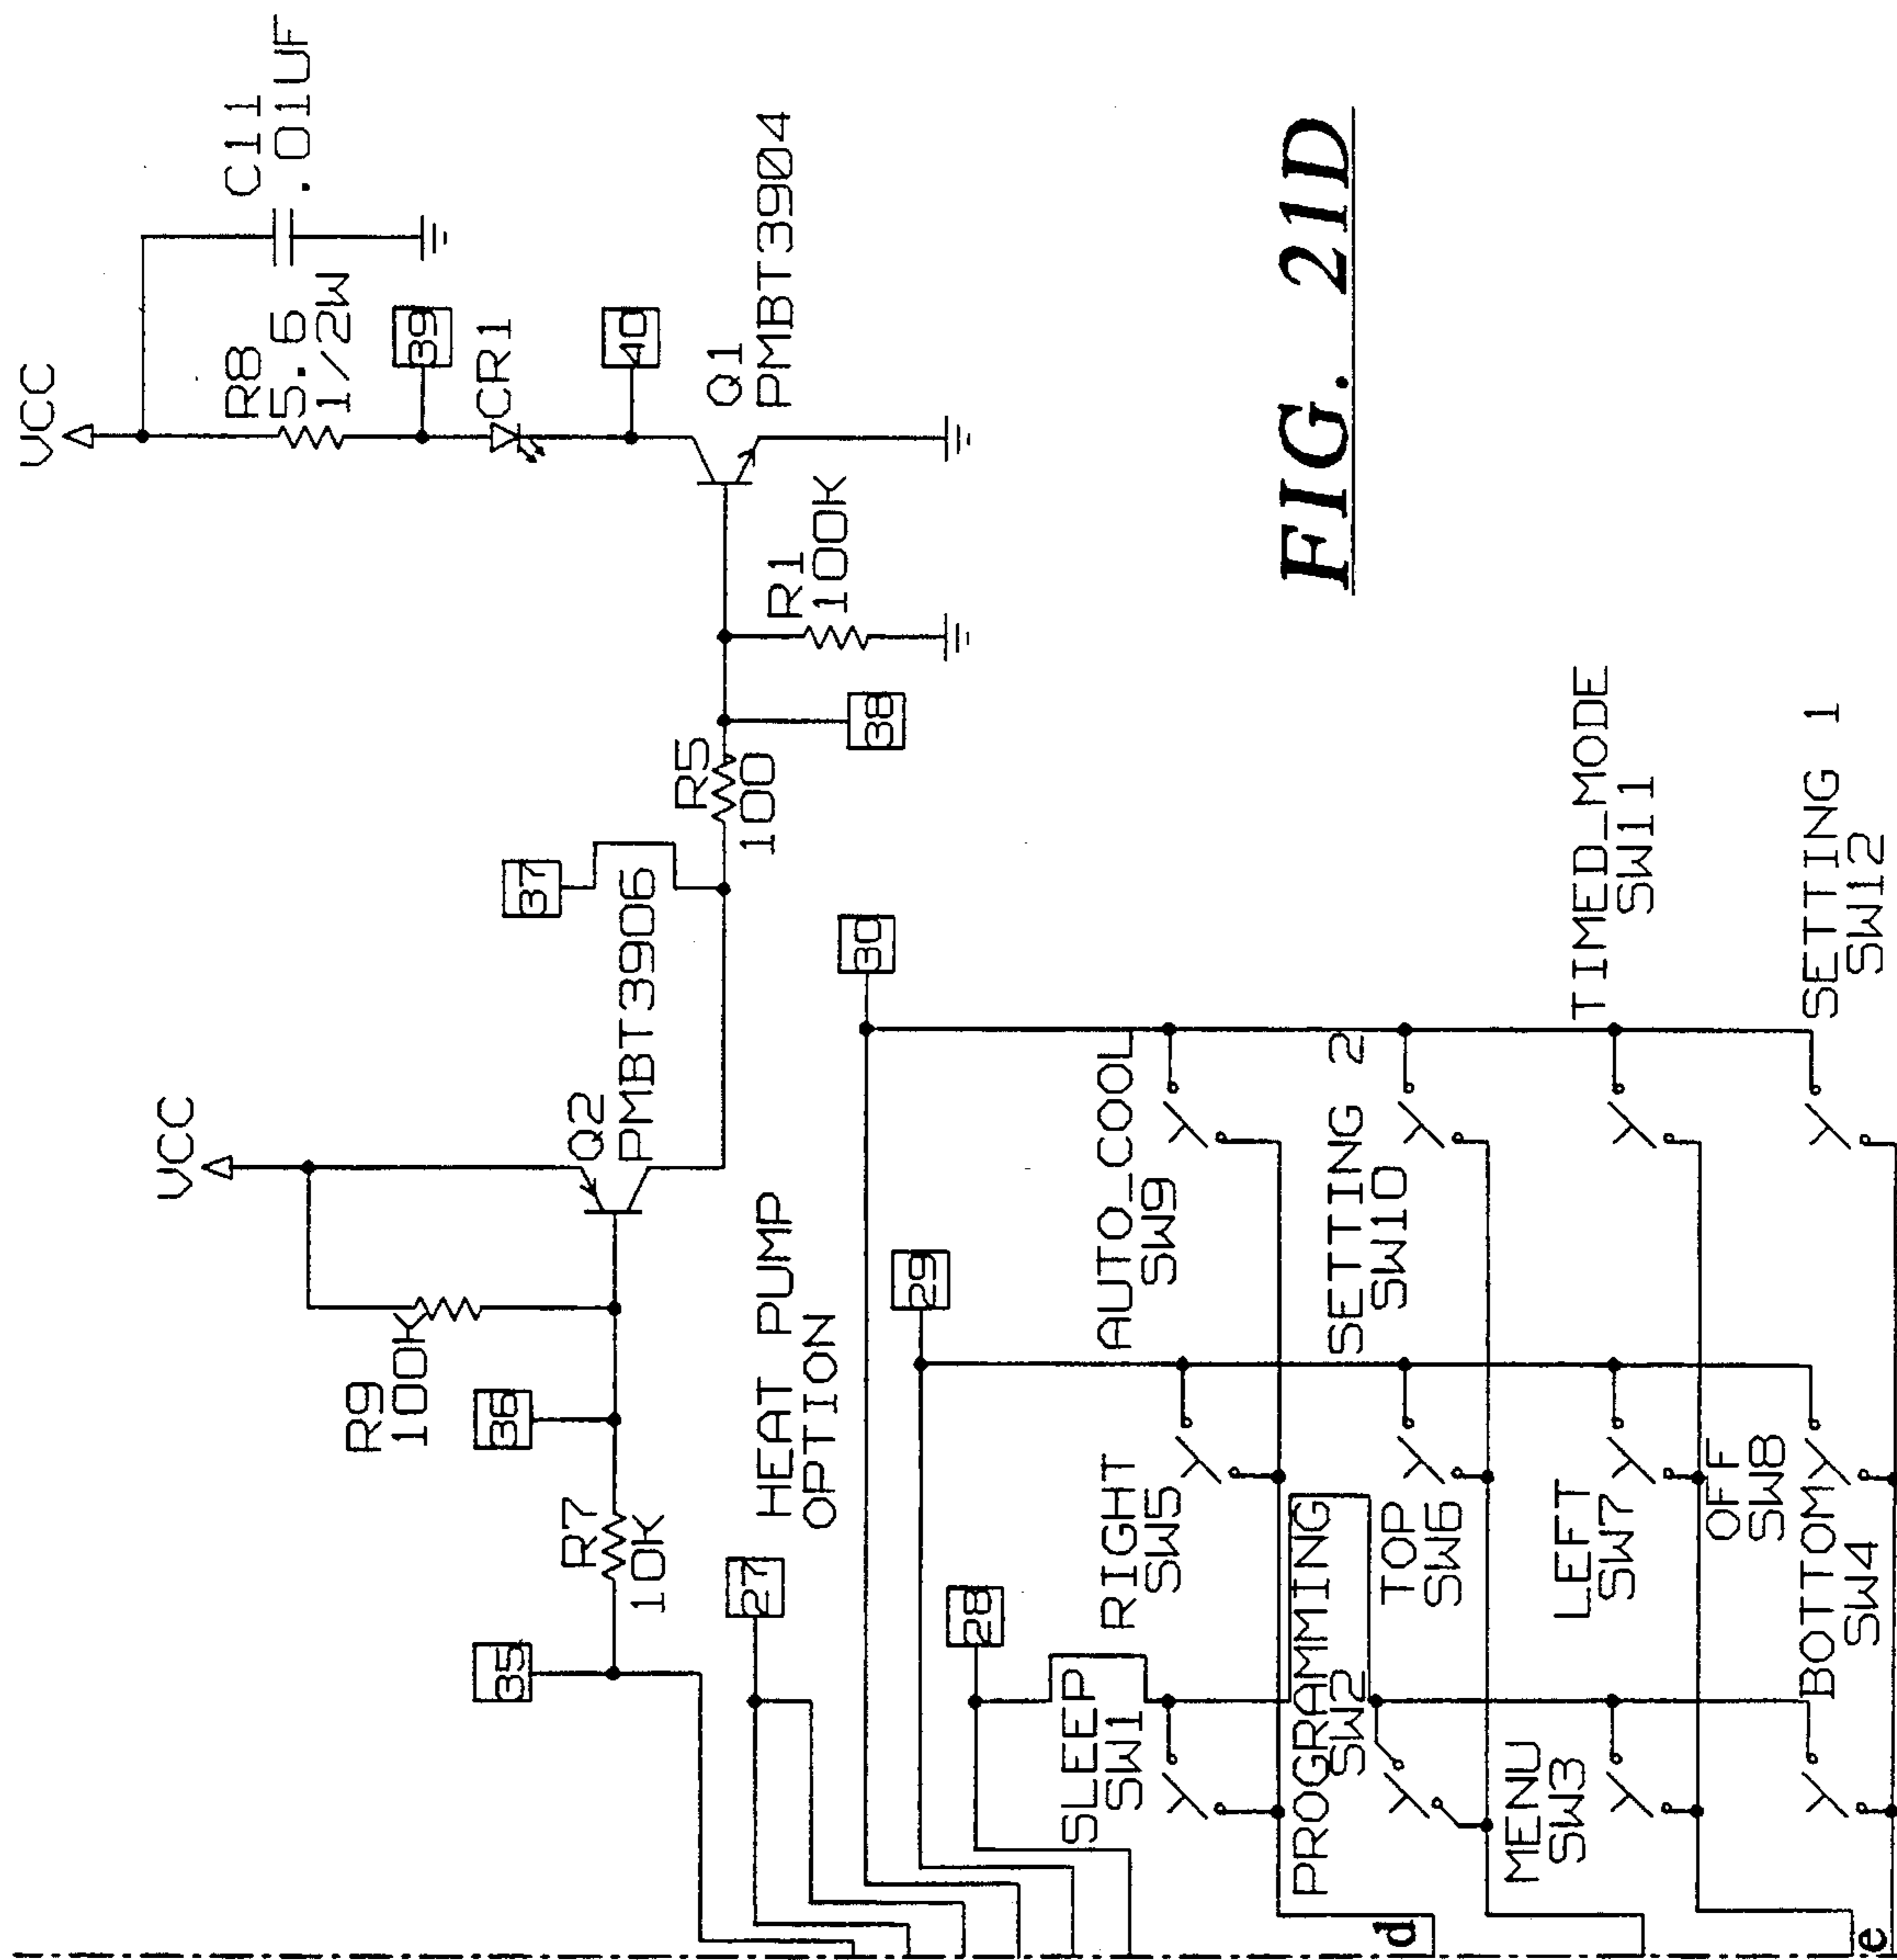 VCC
C11
.01UF
R8
5.6
1/2W
39
CR1
40
Q1
PMBT3904
R1
100K
38
R5
100
37
VCC
Q2
PMBT3906
R9
100K
36
R7
10K
35
HEAT PUMP
OPTION
27
30
29
28
SLEEP
SW1
RIGHT
SW5
AUTO_COOL
SW9
PROGRAMMING
SW2
TOP
SW6
SETTING 2
SW10
MENU
SW3
LEFT
SW7
TIMED_MODE
SW11
BOTTOM
SW4
OFF
SW8
SETTING 1
SW12
d
e
FIG. 21D